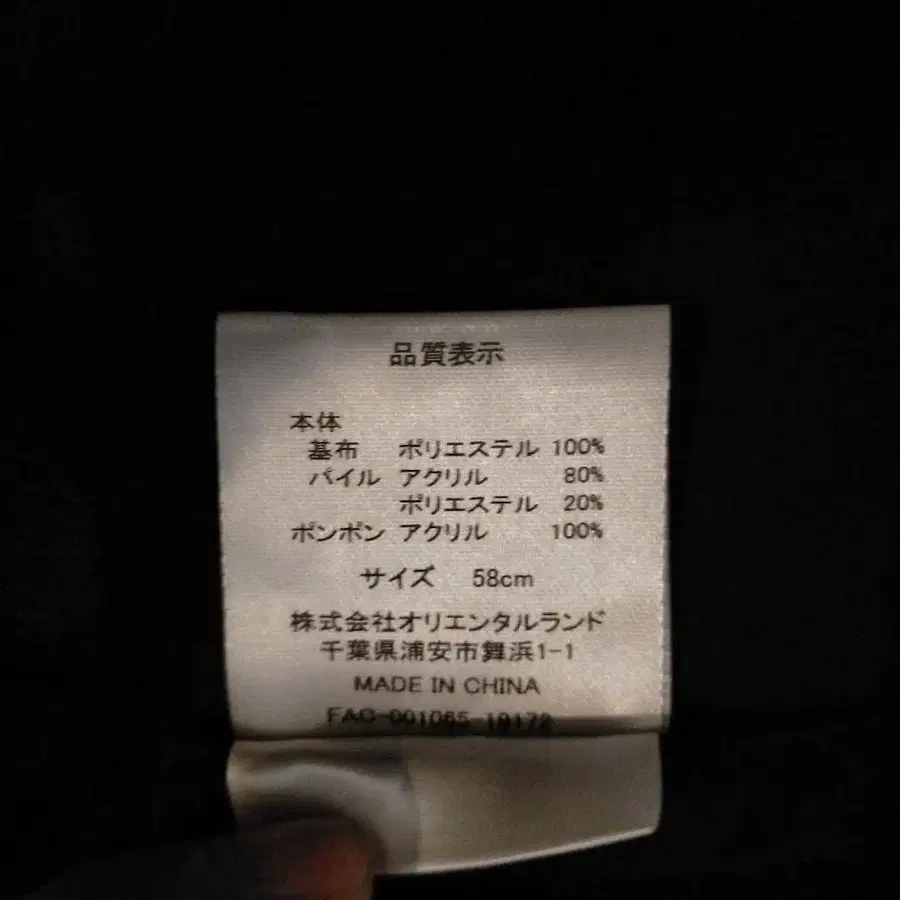 品質表示
本体
基布 ポリエステル 100%
パイル アクリル 80%
ポリエステル 20%
ポンポン アクリル 100%
サイズ 58cm
株式会社オリエンタルランド
千葉県浦安市舞浜1-1
MADE IN CHINA
FAC-001065-19172